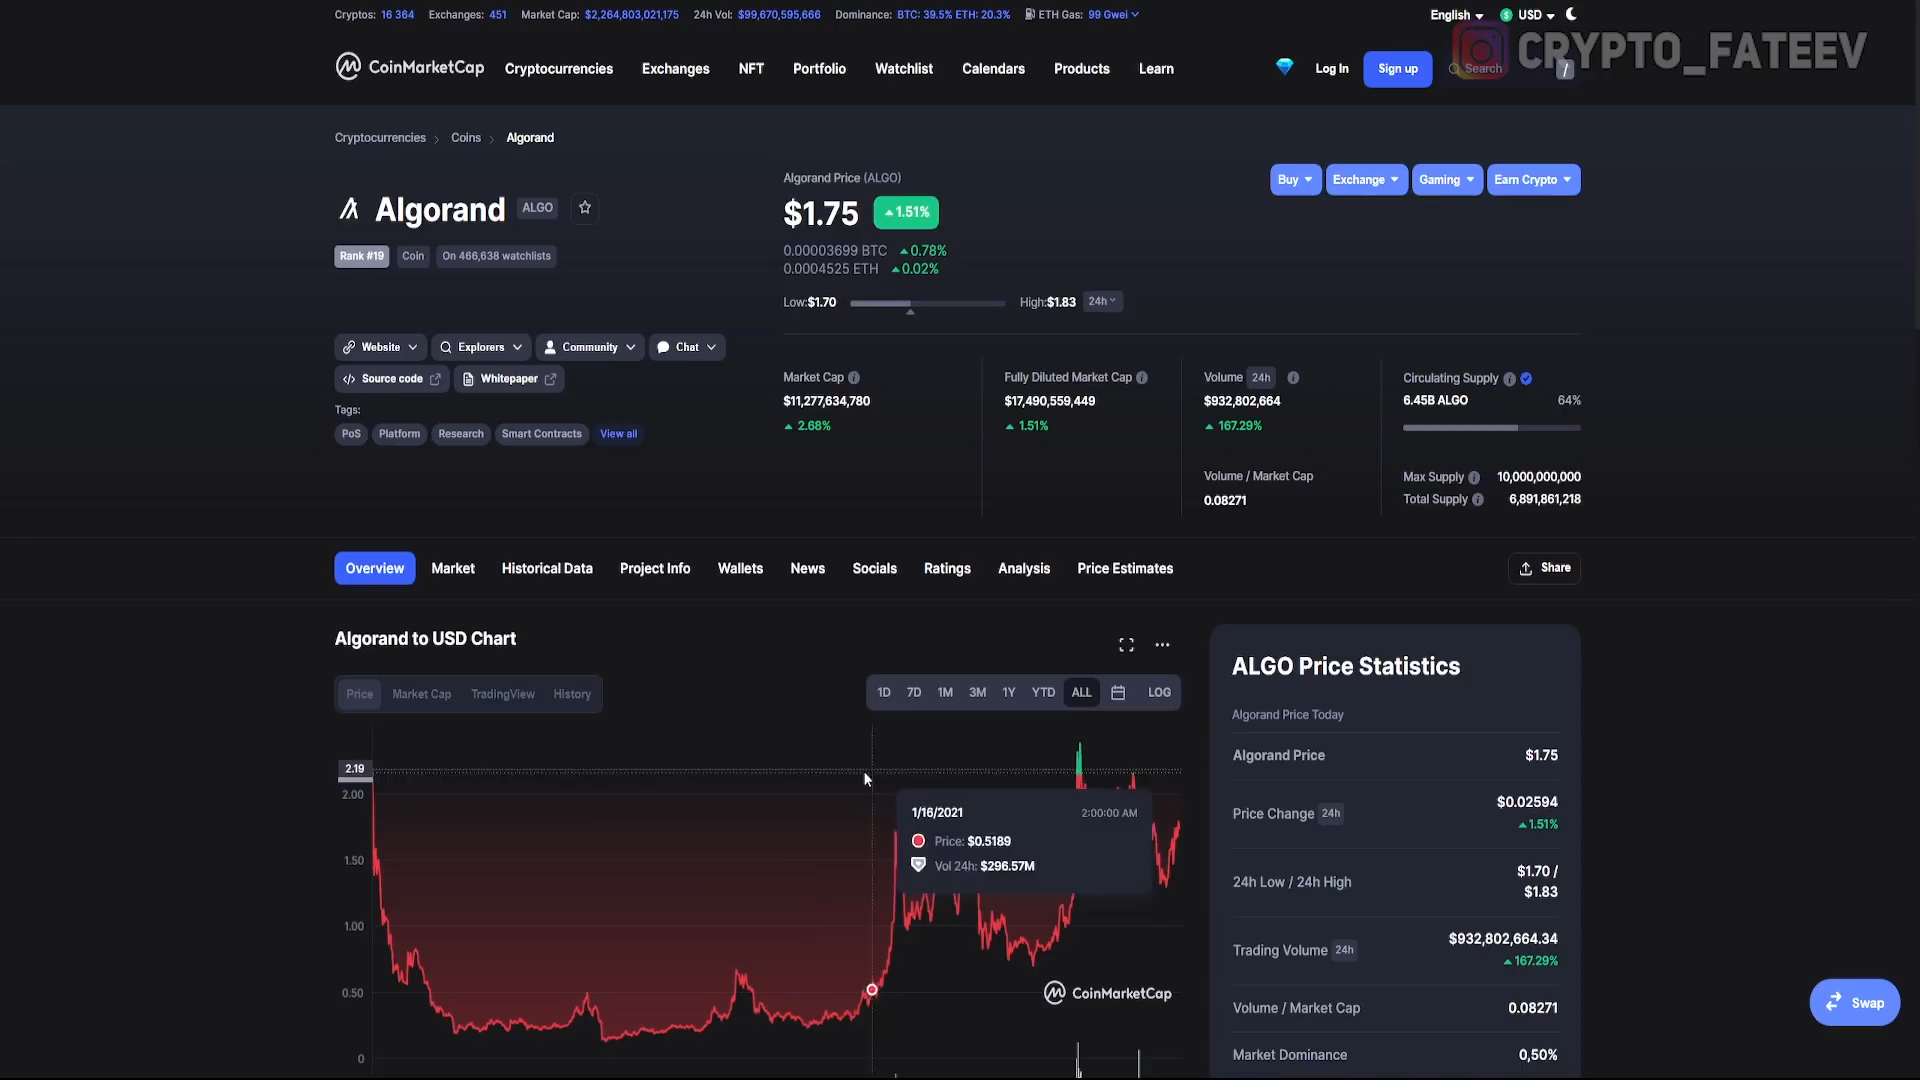 Cryptos: 16 364 Exchanges: 451 Market Cap: $2,264,803,021,175 24h Vol: $99,670,595,666 Dominance: BTC: 39.5% ETH: 20.3% ETH Gas: 99 Gwei
English USD
CRYPTO_FATEEV
CoinMarketCap Cryptocurrencies Exchanges NFT Portfolio Watchlist Calendars Products Learn Log In Sign up Search /
Cryptocurrencies Coins Algorand
Algorand Price (ALGO)
Buy Exchange Gaming Earn Crypto
Algorand ALGO
$1.75 1.51%
Rank #19 Coin On 466,638 watchlists
0.00003699 BTC 0.78%
0.0004525 ETH 0.02%
Low:$1.70 High:$1.83 24h
Website Explorers Community Chat
Source code Whitepaper
Tags:
PoS Platform Research Smart Contracts View all
Market Cap
$11,277,634,780
2.68%
Fully Diluted Market Cap
$17,490,559,449
1.51%
Volume 24h
$932,802,664
167.29%
Volume / Market Cap
0.08271
Circulating Supply
6.45B ALGO 64%
Max Supply 10,000,000,000
Total Supply 6,891,861,218
Overview Market Historical Data Project Info Wallets News Socials Ratings Analysis Price Estimates Share
Algorand to USD Chart
Price Market Cap TradingView History
1D 7D 1M 3M 1Y YTD ALL LOG
2.19
2.00
1.50
1.00
0.50
0
1/16/2021 2:00:00 AM
Price: $0.5189
Vol 24h: $296.57M
CoinMarketCap
ALGO Price Statistics
Algorand Price Today
Algorand Price $1.75
Price Change 24h $0.02594
1.51%
24h Low / 24h High $1.70 /
$1.83
Trading Volume 24h $932,802,664.34
167.29%
Volume / Market Cap 0.08271
Market Dominance 0,50%
Swap